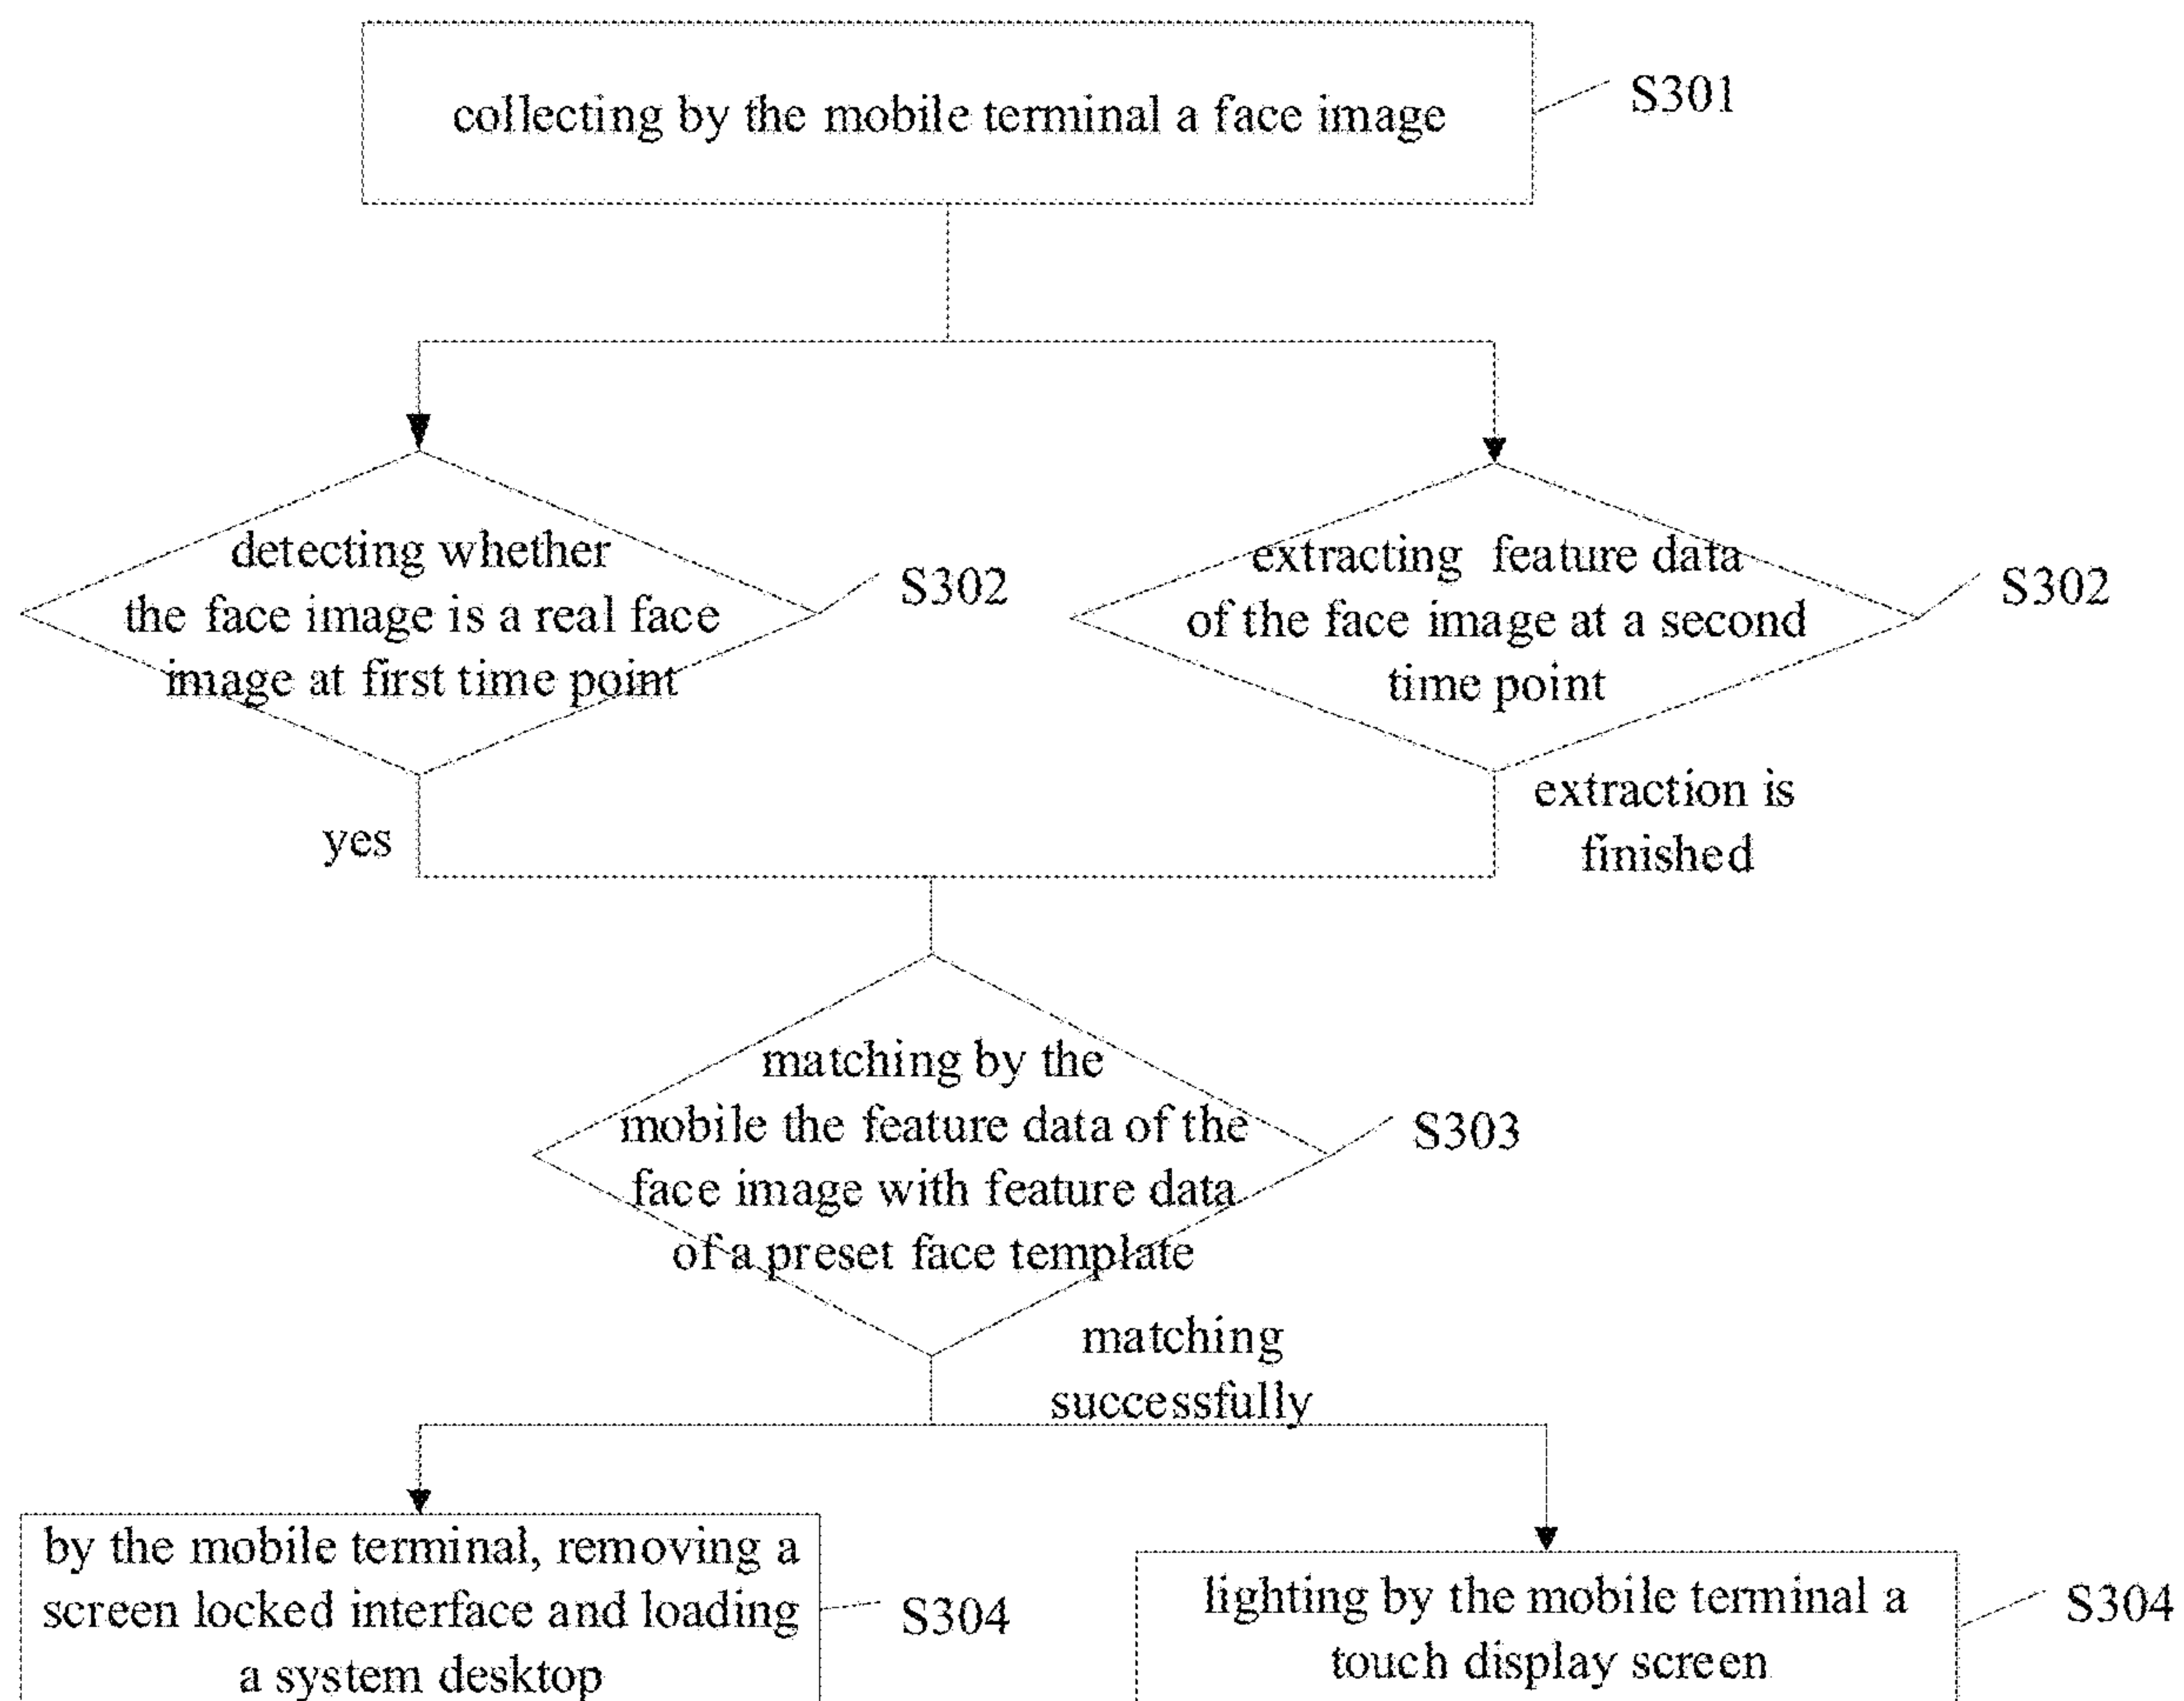 collecting by the mobile terminal a face image
S301
detecting whether
the face image is a real face
image at first time point
S302
extracting feature data
of the face image at a second
time point
S302
yes
extraction is
finished
matching by the
mobile the feature data of the
face image with feature data
of a preset face template
S303
matching
successfully
by the mobile terminal, removing a
screen locked interface and loading
a system desktop
S304
lighting by the mobile terminal a
touch display screen
S304